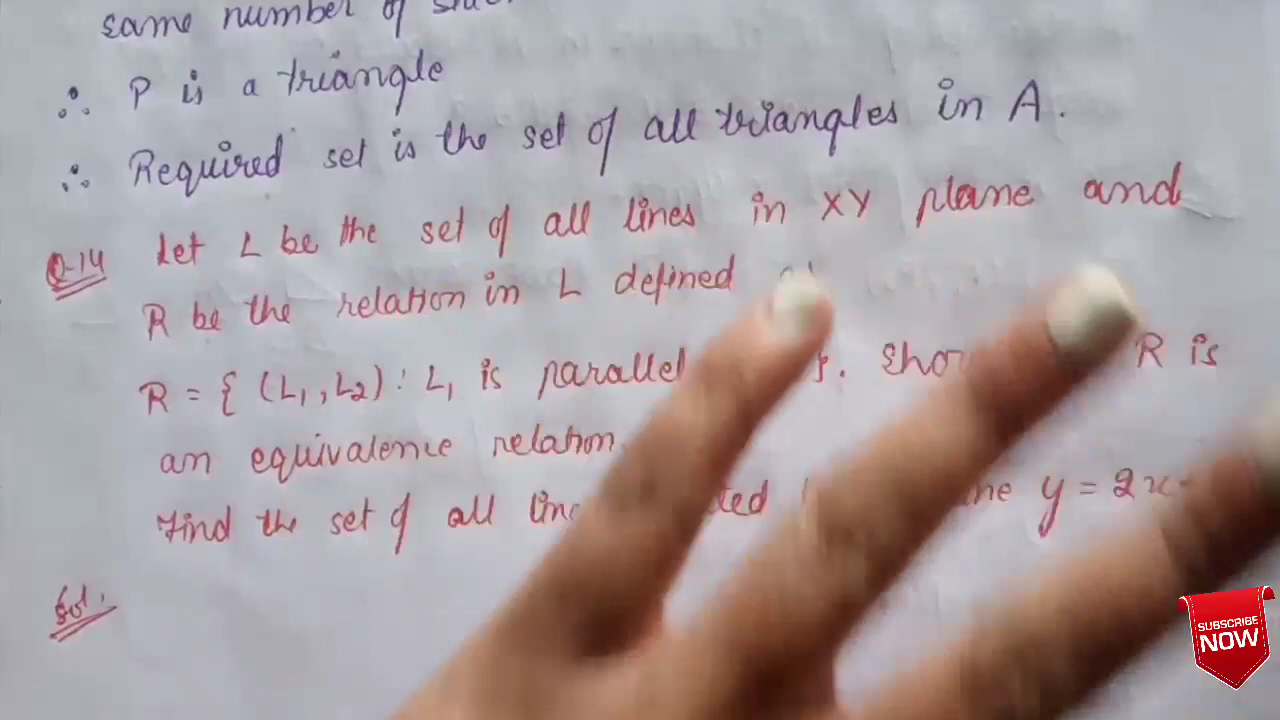 same number of
∴ P is a triangle
∴ Required set is the set of all triangles in A.
Q-14 Let L be the set of all lines in XY plane and
R be the relation in L defined
R = { (L1, L2) : L1 is parallel R is
an equivalence relation.
Find the set of all y = 2x
Sol.
SUBSCRIBE
NOW